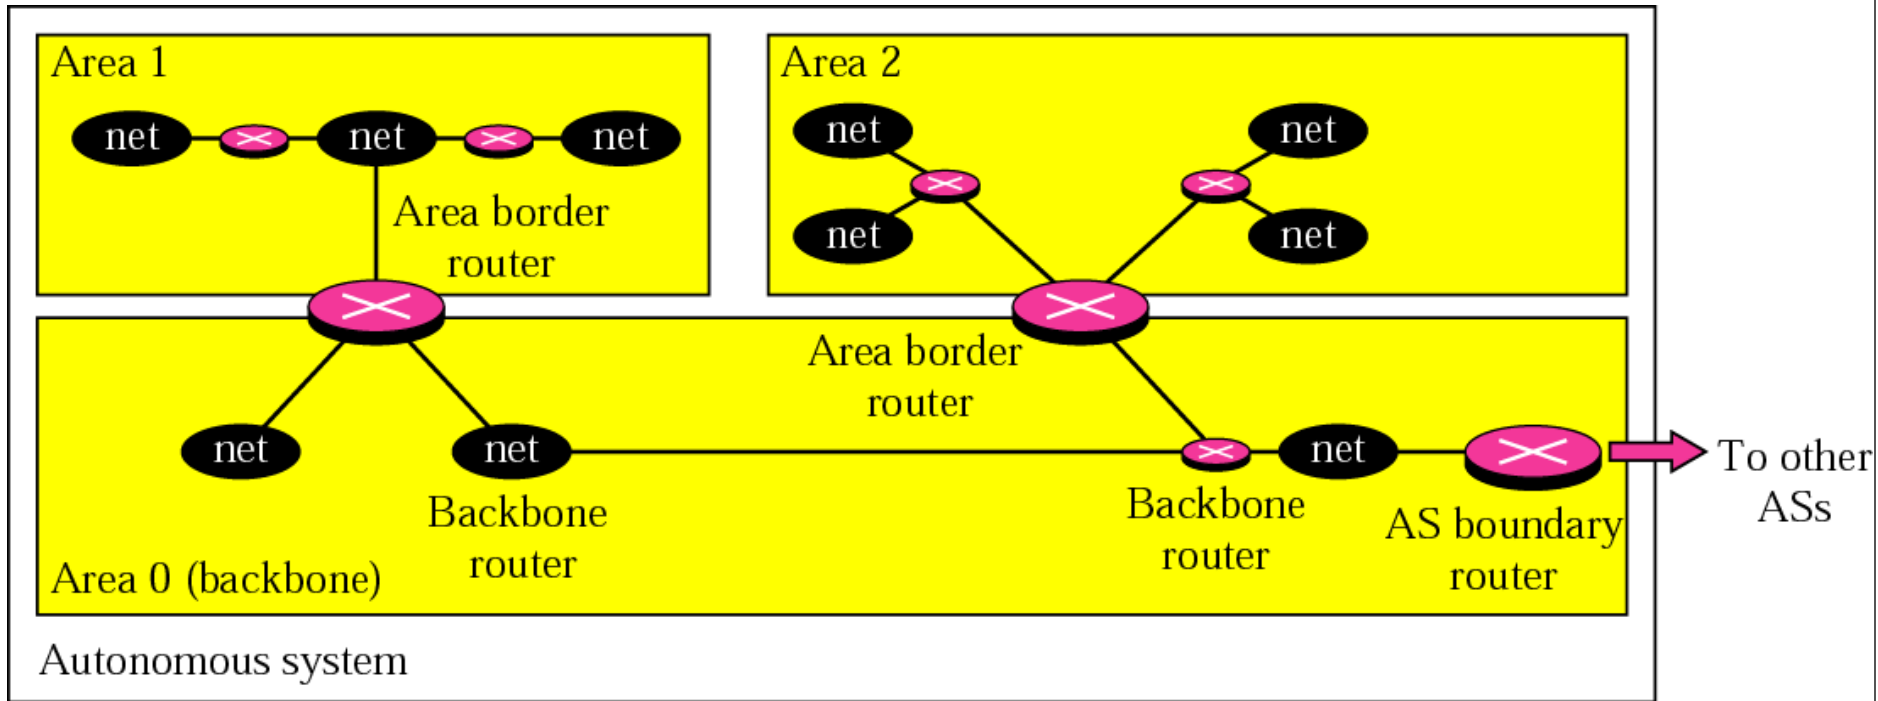 Area 1
net
net
net
Area border
router
Area 2
net
net
net
net
Area border
router
net
net
Backbone
router
net
Backbone
router
AS boundary
router
To other
ASs
Area 0 (backbone)
Autonomous system